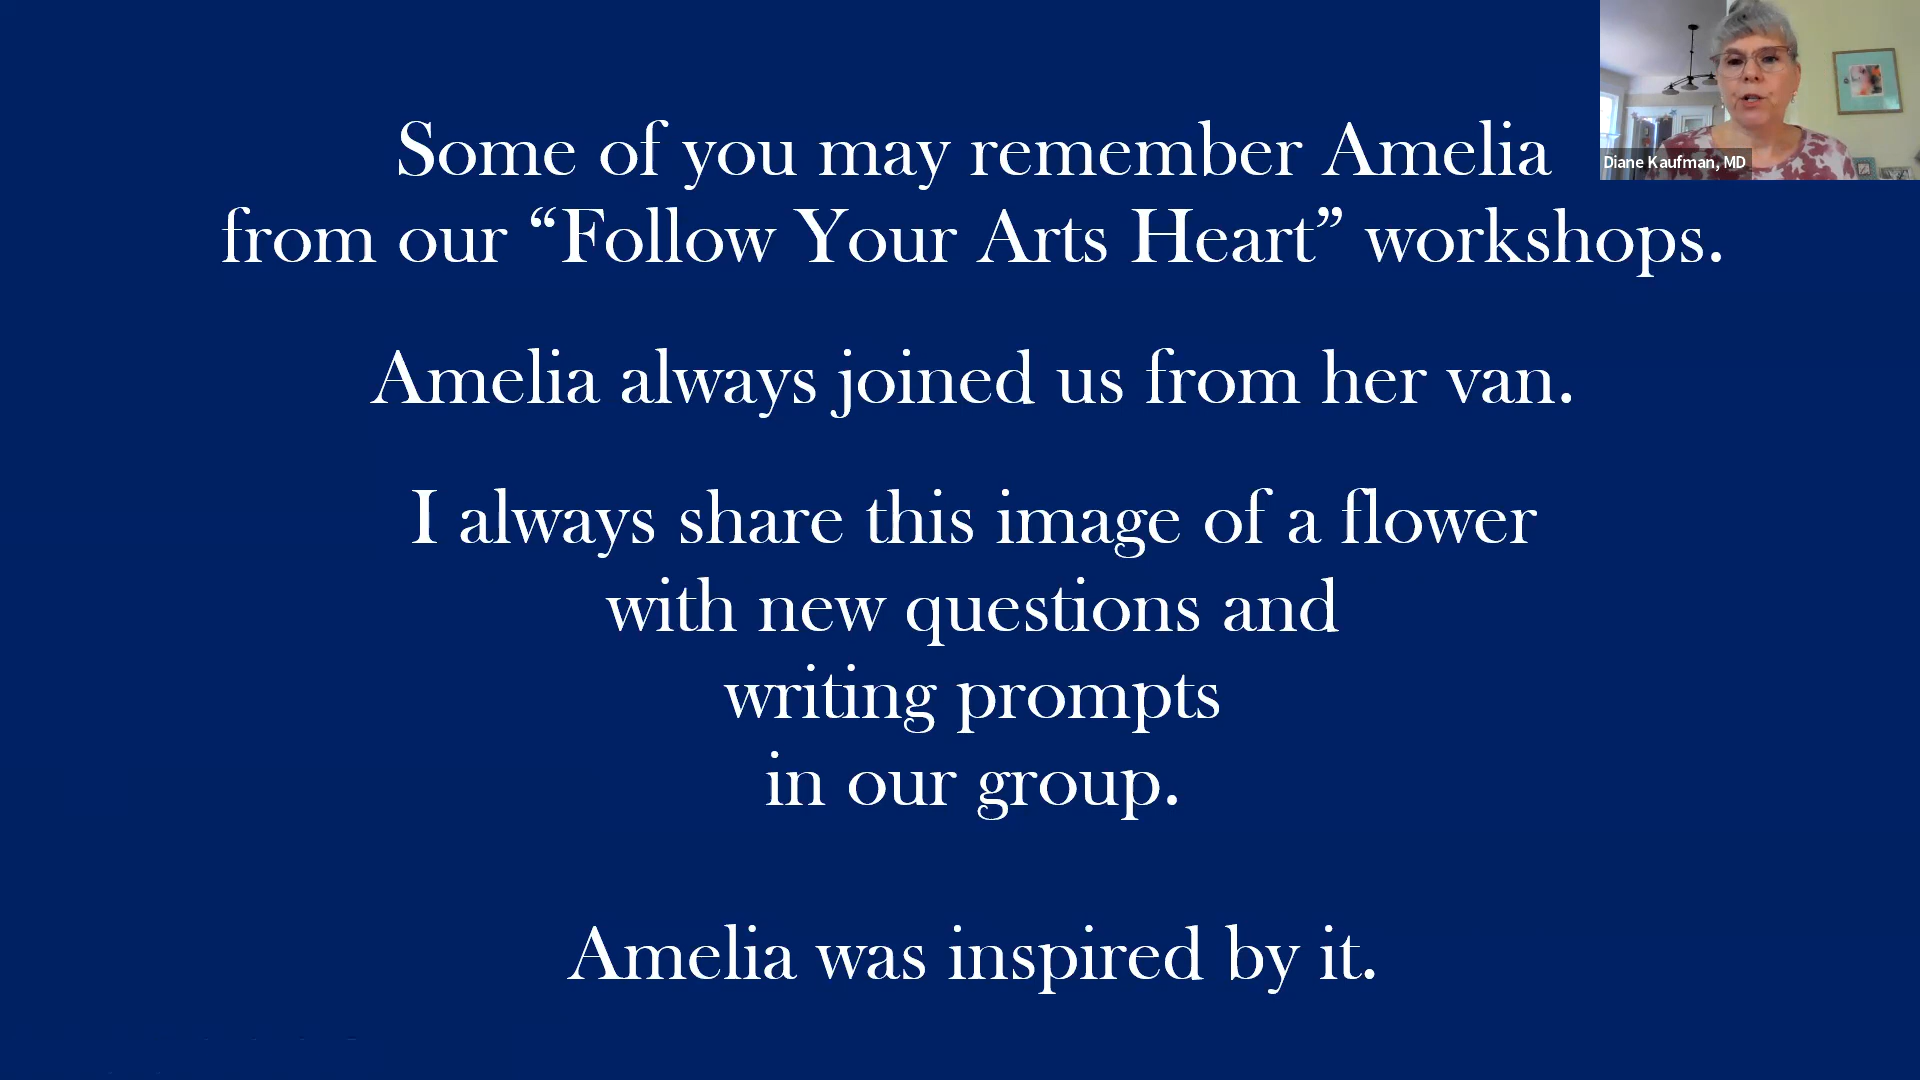 Some of you may remember Amelia
from our “Follow Your Arts Heart” workshops.
Amelia always joined us from her van.
I always share this image of a flower
with new questions and
writing prompts
in our group.
Amelia was inspired by it.
Diane Kaufman, MD